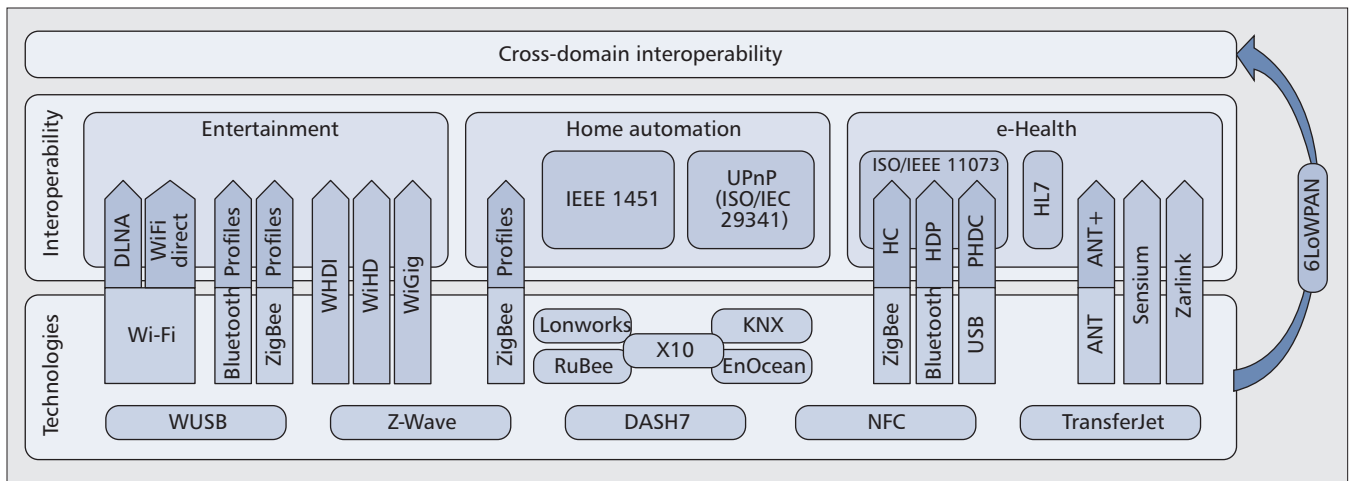 Cross-domain interoperability
Interoperability
Entertainment
DLNA
WiFi
direct
Profiles
Profiles
WHDI
WiHD
WiGig
Home automation
Profiles
IEEE 1451
UPnP
(ISO/IEC
29341)
e-Health
ISO/IEEE 11073
HC
HDP
PHDC
HL7
ANT+
Sensium
Zarlink
6LoWPAN
Technologies
Wi-Fi
Bluetooth
ZigBee
ZigBee
Lonworks
KNX
X10
RuBee
EnOcean
ZigBee
Bluetooth
USB
ANT
WUSB
Z-Wave
DASH7
NFC
TransferJet